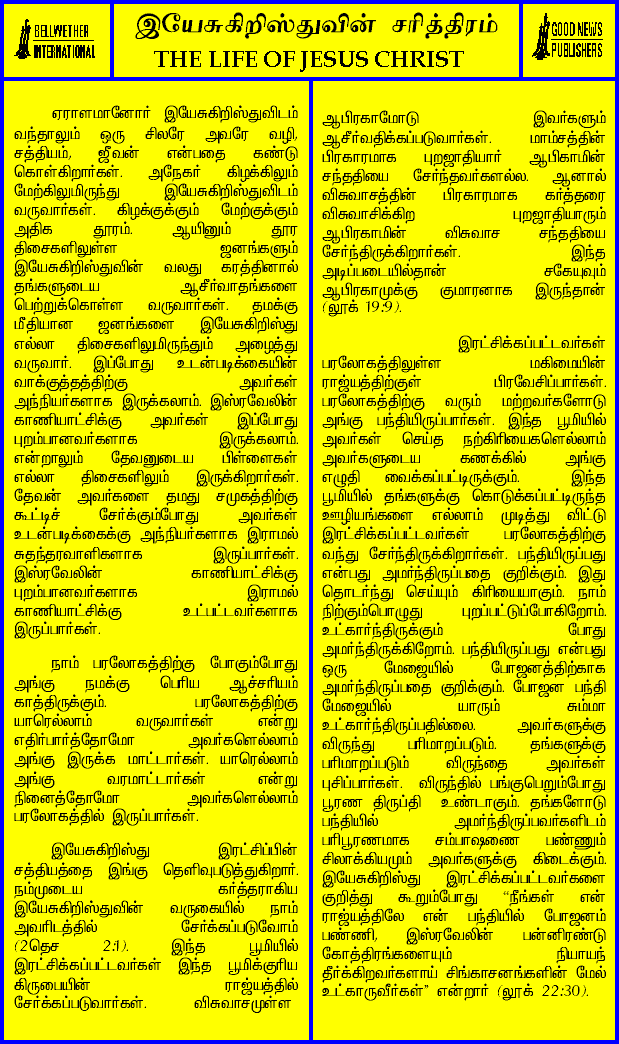 BELLWETHER
INTERNATIONAL
இயேசுகிறிஸ்துவின் சரித்திரம்
THE LIFE OF JESUS CHRIST
GOOD NEWS
PUBLISHERS
ஏராளமானோர் இயேசுகிறிஸ்துவிடம்
வந்தாலும் ஒரு சிலரே அவரே வழி,
சத்தியம், ஜீவன் என்பதை கண்டு
கொள்கிறார்கள். அநேகர் கிழக்கிலும்
மேற்கிலுமிருந்து இயேசுகிறிஸ்துவிடம்
வருவார்கள். கிழக்குக்கும் மேற்குக்கும்
அதிக தூரம். ஆயினும் தூர
திசைகளிலுள்ள ஜனங்களும்
இயேசுகிறிஸ்துவின் வலது கரத்தினால்
தங்களுடைய ஆசீர்வாதங்களை
பெற்றுக்கொள்ள வருவார்கள். தமக்கு
மீதியான ஜனங்களை இயேசுகிறிஸ்து
எல்லா திசைகளிலுமிருந்தும் அழைத்து
வருவார். இப்போது உடன்படிக்கையின்
வாக்குத்தத்திற்கு அவர்கள்
அந்நியர்களாக இருக்கலாம். இஸ்ரவேலின்
காணியாட்சிக்கு அவர்கள் இப்போது
புறம்பானவர்களாக இருக்கலாம்.
என்றாலும் தேவனுடைய பிள்ளைகள்
எல்லா திசைகளிலும் இருக்கிறார்கள்.
தேவன் அவர்களை தமது சமுகத்திற்கு
கூட்டிச் சேர்க்கும்போது அவர்கள்
உடன்படிக்கைக்கு அந்நியர்களாக இராமல்
சுதந்தரவாளிகளாக இருப்பார்கள்.
இஸ்ரவேலின் காணியாட்சிக்கு
புறம்பானவர்களாக இராமல்
காணியாட்சிக்கு உட்பட்டவர்களாக
இருப்பார்கள்.
நாம் பரலோகத்திற்கு போகும்போது
அங்கு நமக்கு பெரிய ஆச்சரியம்
காத்திருக்கும். பரலோகத்திற்கு
யாரெல்லாம் வருவார்கள் என்று
எதிர்பார்த்தோமோ அவர்களெல்லாம்
அங்கு இருக்க மாட்டார்கள். யாரெல்லாம்
அங்கு வரமாட்டார்கள் என்று
நினைத்தோமோ அவர்களெல்லாம்
பரலோகத்தில் இருப்பார்கள்.
இயேசுகிறிஸ்து இரட்சிப்பின்
சத்தியத்தை இங்கு தெளிவுபடுத்துகிறார்.
நம்முடைய கர்த்தராகிய
இயேசுகிறிஸ்துவின் வருகையில் நாம்
அவரிடத்தில் சேர்க்கப்படுவோம்
(2தெச 2:1). இந்த பூமியில்
இரட்சிக்கப்பட்டவர்கள் இந்த பூமிக்குரிய
கிருபையின் ராஜ்யத்தில்
சேர்க்கப்படுவார்கள். விசுவாசமுள்ள
ஆபிரகாமோடு இவர்களும்
ஆசீர்வதிக்கப்படுவார்கள். மாம்சத்தின்
பிரகாரமாக புறஜாதியார் ஆபிகாமின்
சந்ததியை சேர்ந்தவர்களல்ல. ஆனால்
விசுவாசத்தின் பிரகாரமாக கர்த்தரை
விசுவாசிக்கிற புறஜாதியாரும்
ஆபிரகாமின் விசுவாச சந்ததியை
சேர்ந்திருக்கிறார்கள். இந்த
அடிப்படையில்தான் சகேயுவும்
ஆபிரகாமுக்கு குமாரனாக இருந்தான்
(லூக் 19:9).
இரட்சிக்கப்பட்டவர்கள்
பரலோகத்திலுள்ள மகிமையின்
ராஜ்யத்திற்குள் பிரவேசிப்பார்கள்.
பரலோகத்திற்கு வரும் மற்றவர்களோடு
அங்கு பந்தியிருப்பார்கள். இந்த பூமியில்
அவர்கள் செய்த நற்கிரியைகளெல்லாம்
அவர்களுடைய கணக்கில் அங்கு
எழுதி வைக்கப்பட்டிருக்கும். இந்த
பூமியில் தங்களுக்கு கொடுக்கப்பட்டிருந்த
ஊழியங்களை எல்லாம் முடித்து விட்டு
இரட்சிக்கப்பட்டவர்கள் பரலோகத்திற்கு
வந்து சேர்ந்திருக்கிறார்கள். பந்தியிருப்பது
என்பது அமர்ந்திருப்பதை குறிக்கும். இது
தொடர்ந்து செய்யும் கிரியையாகும். நாம்
நிற்கும்பொழுது புறப்பட்டுப்போகிறோம்.
உட்கார்ந்திருக்கும் போது
அமர்ந்திருக்கிறோம். பந்தியிருப்பது என்பது
ஒரு மேஜையில் போஜனத்திற்காக
அமர்ந்திருப்பதை குறிக்கும். போஜன பந்தி
மேஜையில் யாரும் சும்மா
உட்கார்ந்திருப்பதில்லை. அவர்களுக்கு
விருந்து பரிமாறப்படும். தங்களுக்கு
பரிமாறப்படும் விருந்தை அவர்கள்
புசிப்பார்கள். விருந்தில் பங்குபெறும்போது
பூரண திருப்தி உண்டாகும். தங்களோடு
பந்தியில் அமர்ந்திருப்பவர்களிடம்
பரிபூரணமாக சம்பாஷணை பண்ணும்
சிலாக்கியமும் அவர்களுக்கு கிடைக்கும்.
இயேசுகிறிஸ்து இரட்சிக்கப்பட்டவர்களை
குறித்து கூறும்போது “நீங்கள் என்
ராஜ்யத்திலே என் பந்தியில் போஜனம்
பண்ணி, இஸ்ரவேலின் பன்னிரண்டு
கோத்திரங்களையும் நியாயந்
தீர்க்கிறவர்களாய் சிங்காசனங்களின் மேல்
உட்காருவீர்கள்” என்றார் (லூக் 22:30).